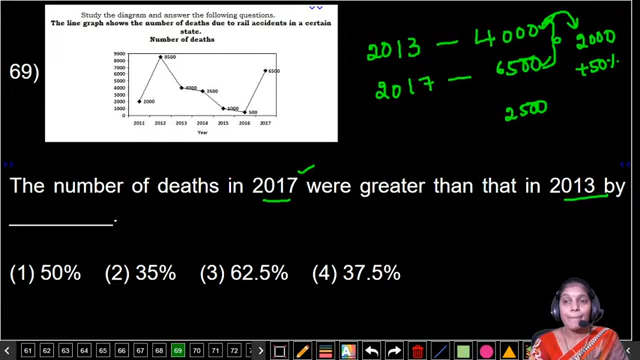 Study the diagram and answer the following questions.
The line graph shows the number of deaths due to rail accidents in a certain
state.
Number of deaths
9000
8000
7000
6000
5000
4000
3000
2000
1000
0
2000
8500
4000
3500
1000
500
6500
2011 2012 2013 2014 2015 2016 2017
Year
2013 - 4000
2017 - 6500
2000
+50%
2500
69)
The number of deaths in 2017 were greater than that in 2013 by
________.
(1) 50% (2) 35% (3) 62.5% (4) 37.5%
61 62 63 64 65 66 67 68 69 70 71 72 73 74 75